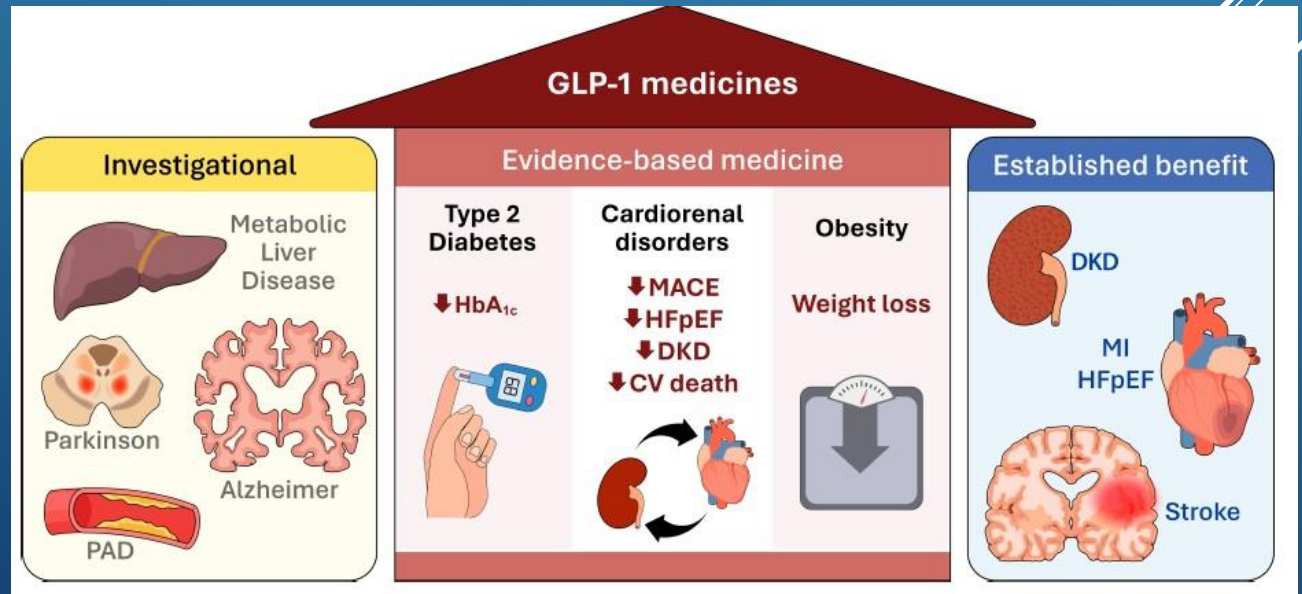 GLP-1 medicines
Investigational
Metabolic
Liver
Disease
Parkinson
Alzheimer
PAD
Evidence-based medicine
Type 2
Diabetes
⬇HbA₁c
Cardiorenal
disorders
⬇MACE
⬇HFpEF
⬇DKD
⬇CV death
Obesity
Weight loss
Established benefit
DKD
MI
HFpEF
Stroke